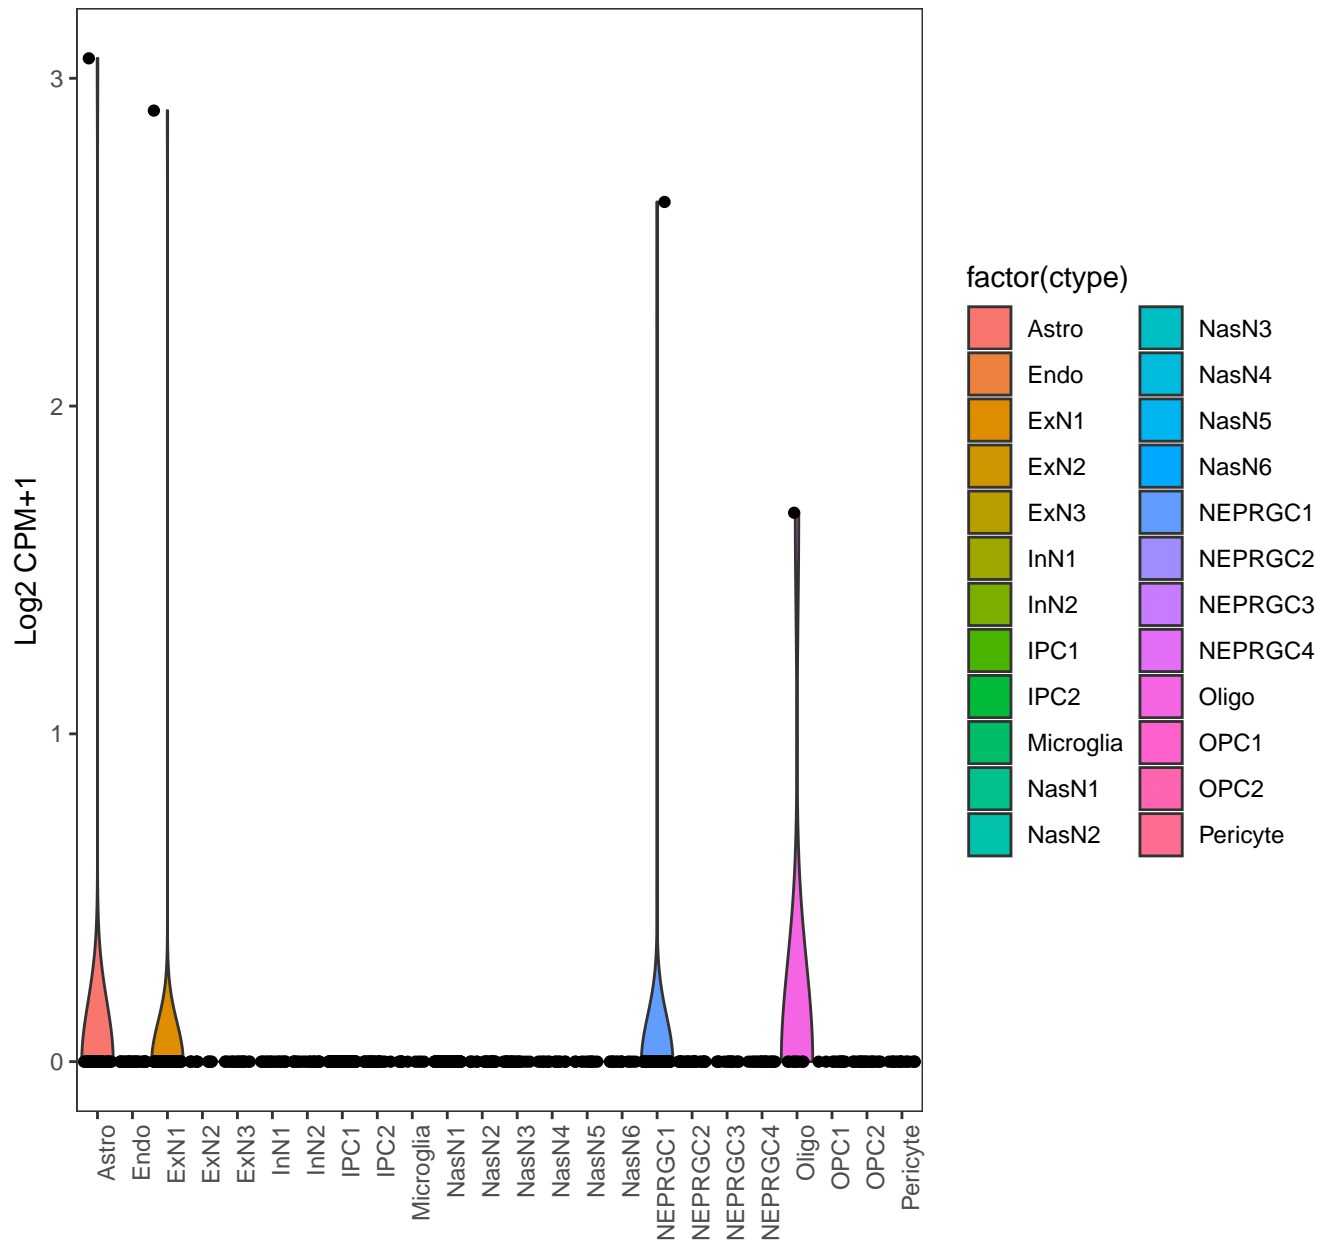 3
2
1
0
Log2 CPM+1
Astro
Endo
ExN1
ExN2
ExN3
InN1
InN2
IPC1
IPC2
Microglia
NasN1
NasN2
NasN3
NasN4
NasN5
NasN6
NEPRGC1
NEPRGC2
NEPRGC3
NEPRGC4
Oligo
OPC1
OPC2
Pericyte
factor(ctype)
Astro
Endo
ExN1
ExN2
ExN3
InN1
InN2
IPC1
IPC2
Microglia
NasN1
NasN2
NasN3
NasN4
NasN5
NasN6
NEPRGC1
NEPRGC2
NEPRGC3
NEPRGC4
Oligo
OPC1
OPC2
Pericyte